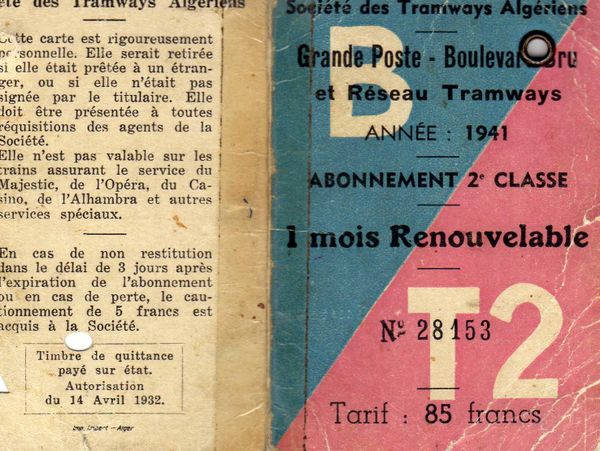 été des Tramways Algériens
Cette carte est rigoureusement
personnelle. Elle serait retirée
si elle était prêtée à un étran-
ger, ou si elle n'était pas
signée par le titulaire. Elle
doit être présentée à toutes
réquisitions des agents de la
Société.
Elle n'est pas valable sur les
trains assurant le service du
Majestic, de l'Opéra, du Ca-
sino, de l'Alhambra et autres
services spéciaux.
En cas de non restitution
dans le délai de 3 jours après
l'expiration de l'abonnement
ou en cas de perte, le cau-
tionnement de 5 francs est
acquis à la Société.
Timbre de quittance
payé sur état.
Autorisation
du 14 Avril 1932.
Imp. Imbert - Alger
Société des Tramways Algériens
Grande Poste - Boulevard Bru
B
et Réseau Tramways
ANNÉE : 1941
ABONNEMENT 2e CLASSE
1 mois Renouvelable
T2
No 28153
Tarif : 85 francs